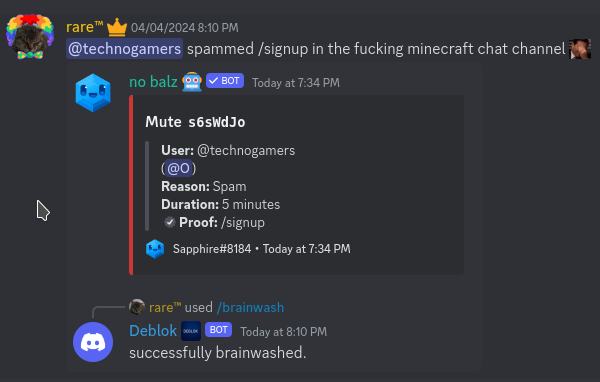 rare™ 04/04/2024 8:10 PM
@technogamers spammed /signup in the fucking minecraft chat channel
no balz BOT Today at 7:34 PM
Mute s6sWdJo
User: @technogamers
(@O)
Reason: Spam
Duration: 5 minutes
Proof: /signup
Sapphire#8184 • Today at 7:34 PM
rare™ used /brainwash
Deblok DEBLOK BOT Today at 8:10 PM
successfully brainwashed.